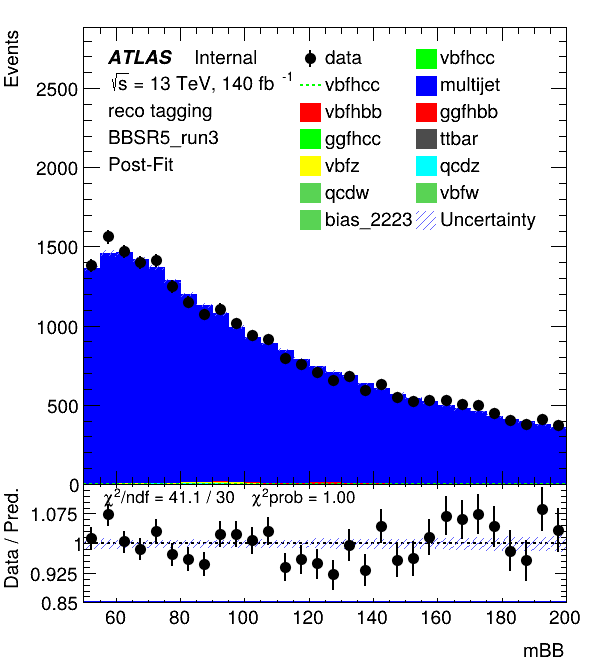 Events
ATLAS Internal
√s = 13 TeV, 140 fb⁻¹
reco tagging
BBSR5_run3
Post-Fit
data
vbfhcc
vbfhcc
multijet
vbfhbb
ggfhbb
ggfhcc
ttbar
vbfz
qcdz
qcdw
vbfw
bias_2223
Uncertainty
2500
2000
1500
1000
500
0
Data / Pred.
χ²/ndf = 41.1 / 30 χ²prob = 1.00
1.075
1
0.925
0.85
60 80 100 120 140 160 180 200
mBB